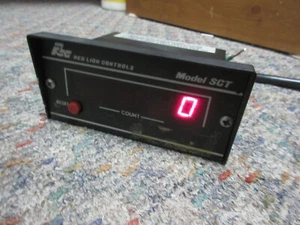 RED LION CONTROLS
Model SCT
RESET
0
COUNT